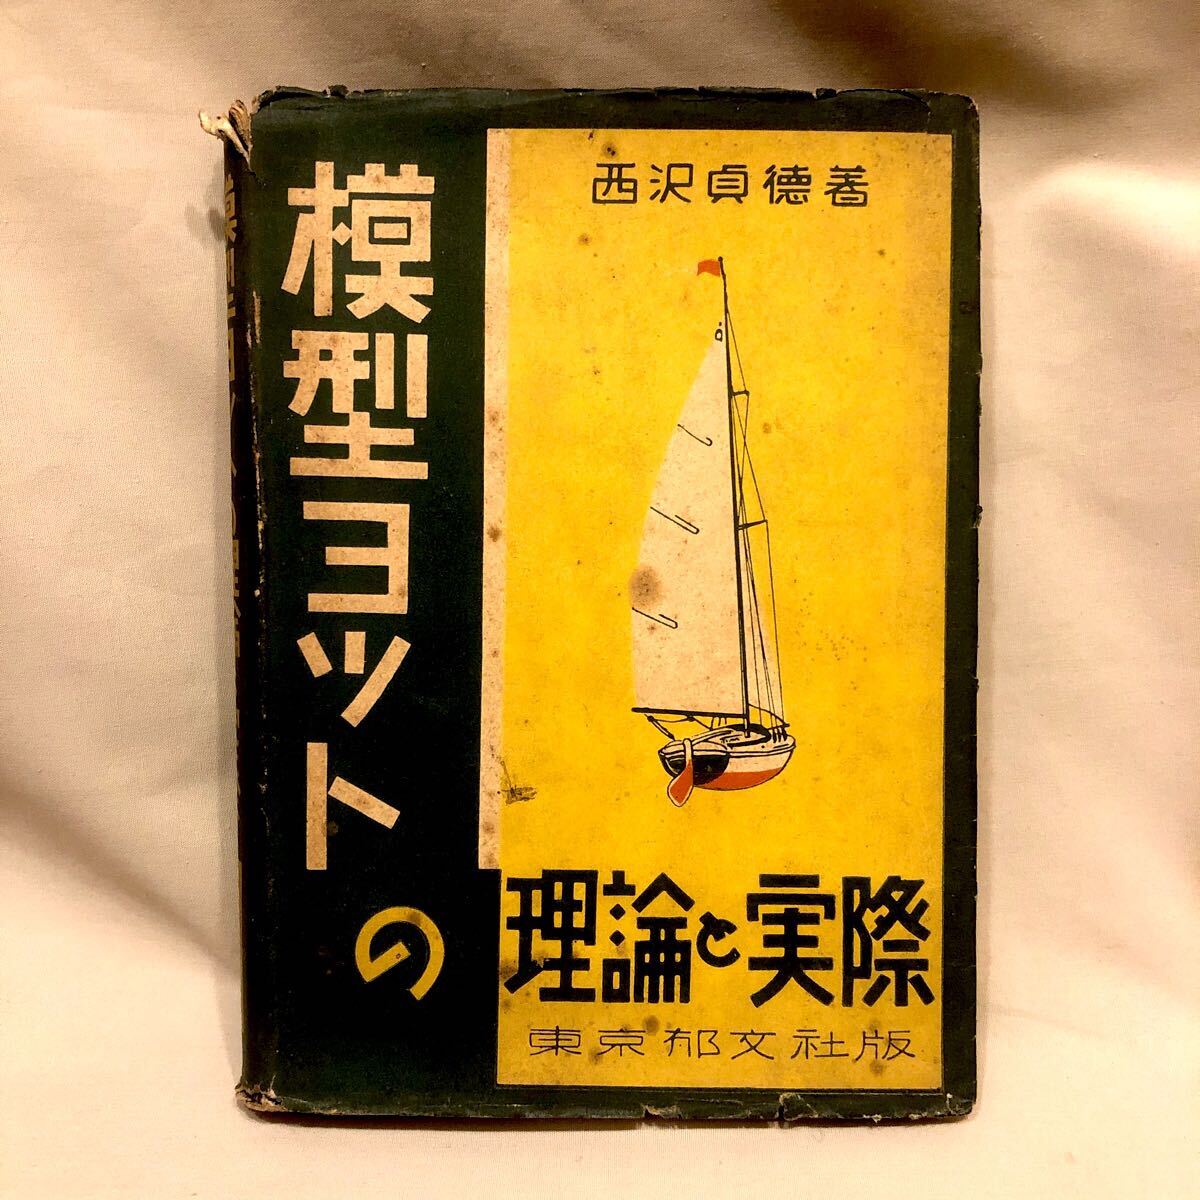 西沢貞徳著
模型ヨットの
理論と実際
東京郁文社版